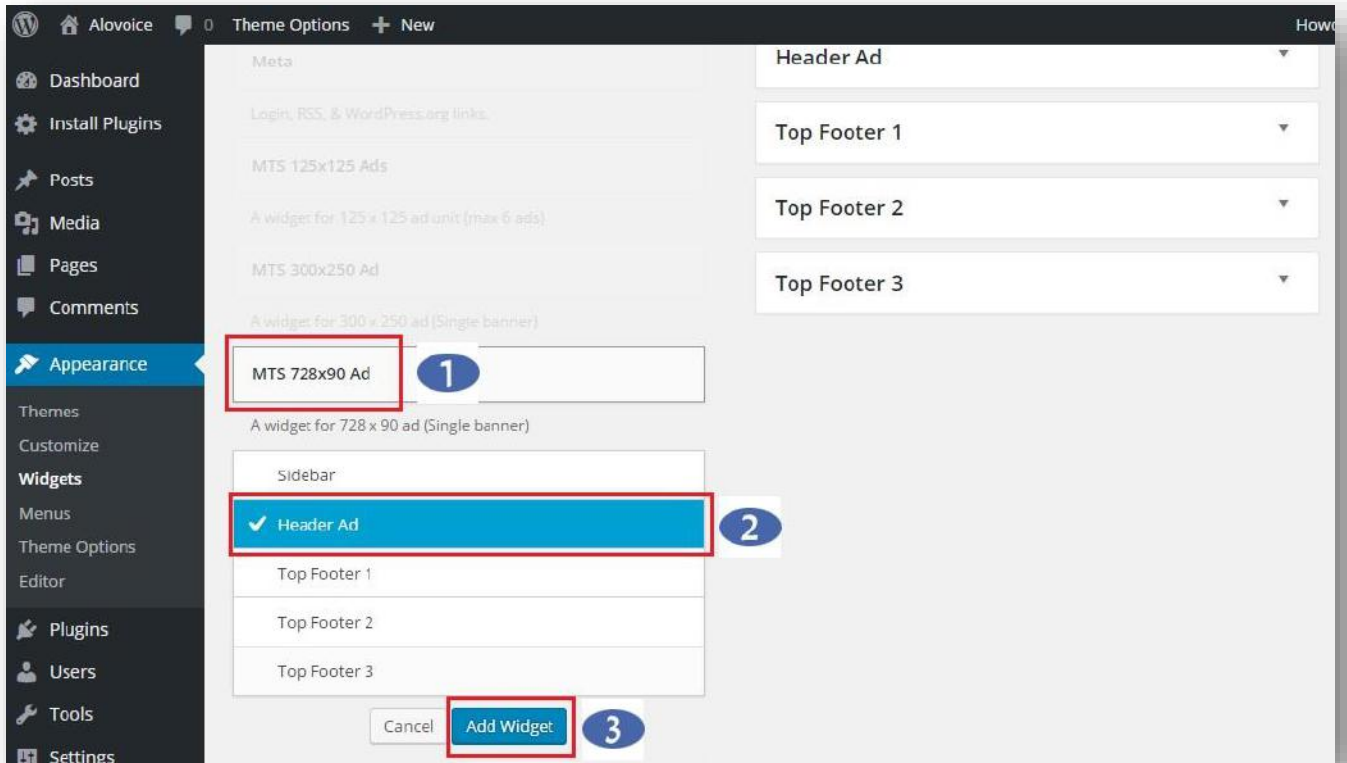 Alovoice 0 Theme Options + New Howd
Dashboard
Install Plugins
Posts
Media
Pages
Comments
Appearance
Themes
Customize
Widgets
Menus
Theme Options
Editor
Plugins
Users
Tools
Settings
Meta
Login, RSS, & WordPress.org links.
MTS 125x125 Ads
A widget for 125 x 125 ad unit (max 6 ads)
MTS 300x250 Ad
A widget for 300 x 250 ad (Single banner)
MTS 728x90 Ad 1
A widget for 728 x 90 ad (Single banner)
Sidebar
Header Ad 2
Top Footer 1
Top Footer 2
Top Footer 3
Cancel Add Widget 3
Header Ad
Top Footer 1
Top Footer 2
Top Footer 3